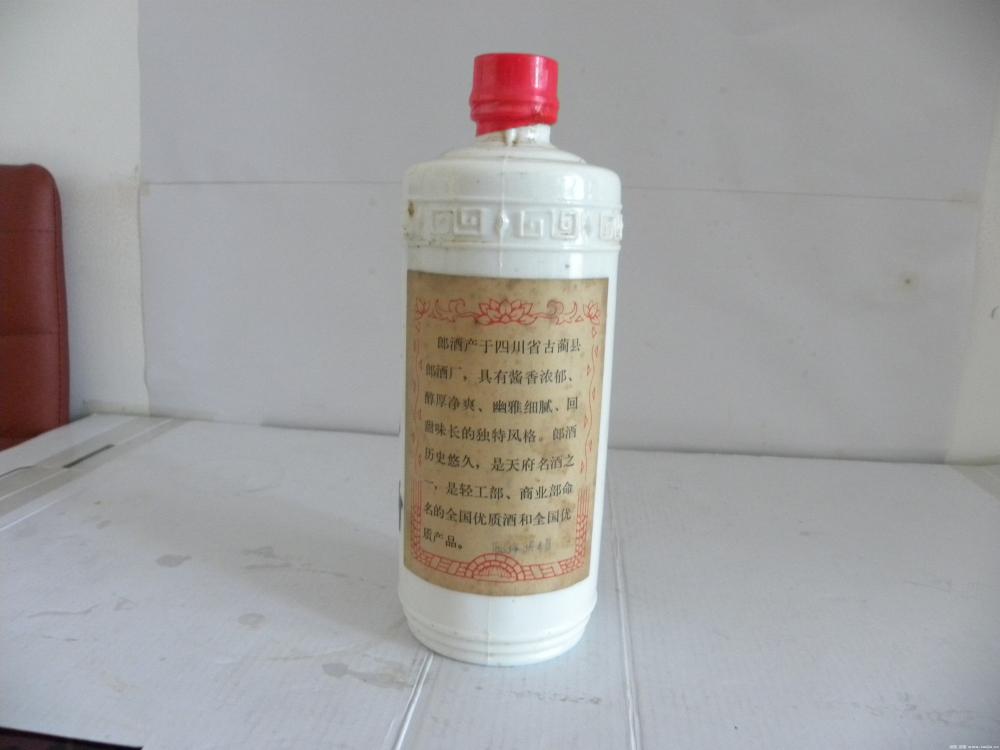 郎酒产于四川省古蔺县
郎酒厂，具有酱香浓郁、
醇厚净爽、幽雅细腻、回
甜味长的独特风格。郎酒
历史悠久，是天府名酒之
一，是轻工部、商业部命
名的全国优质酒和全国优
质产品。